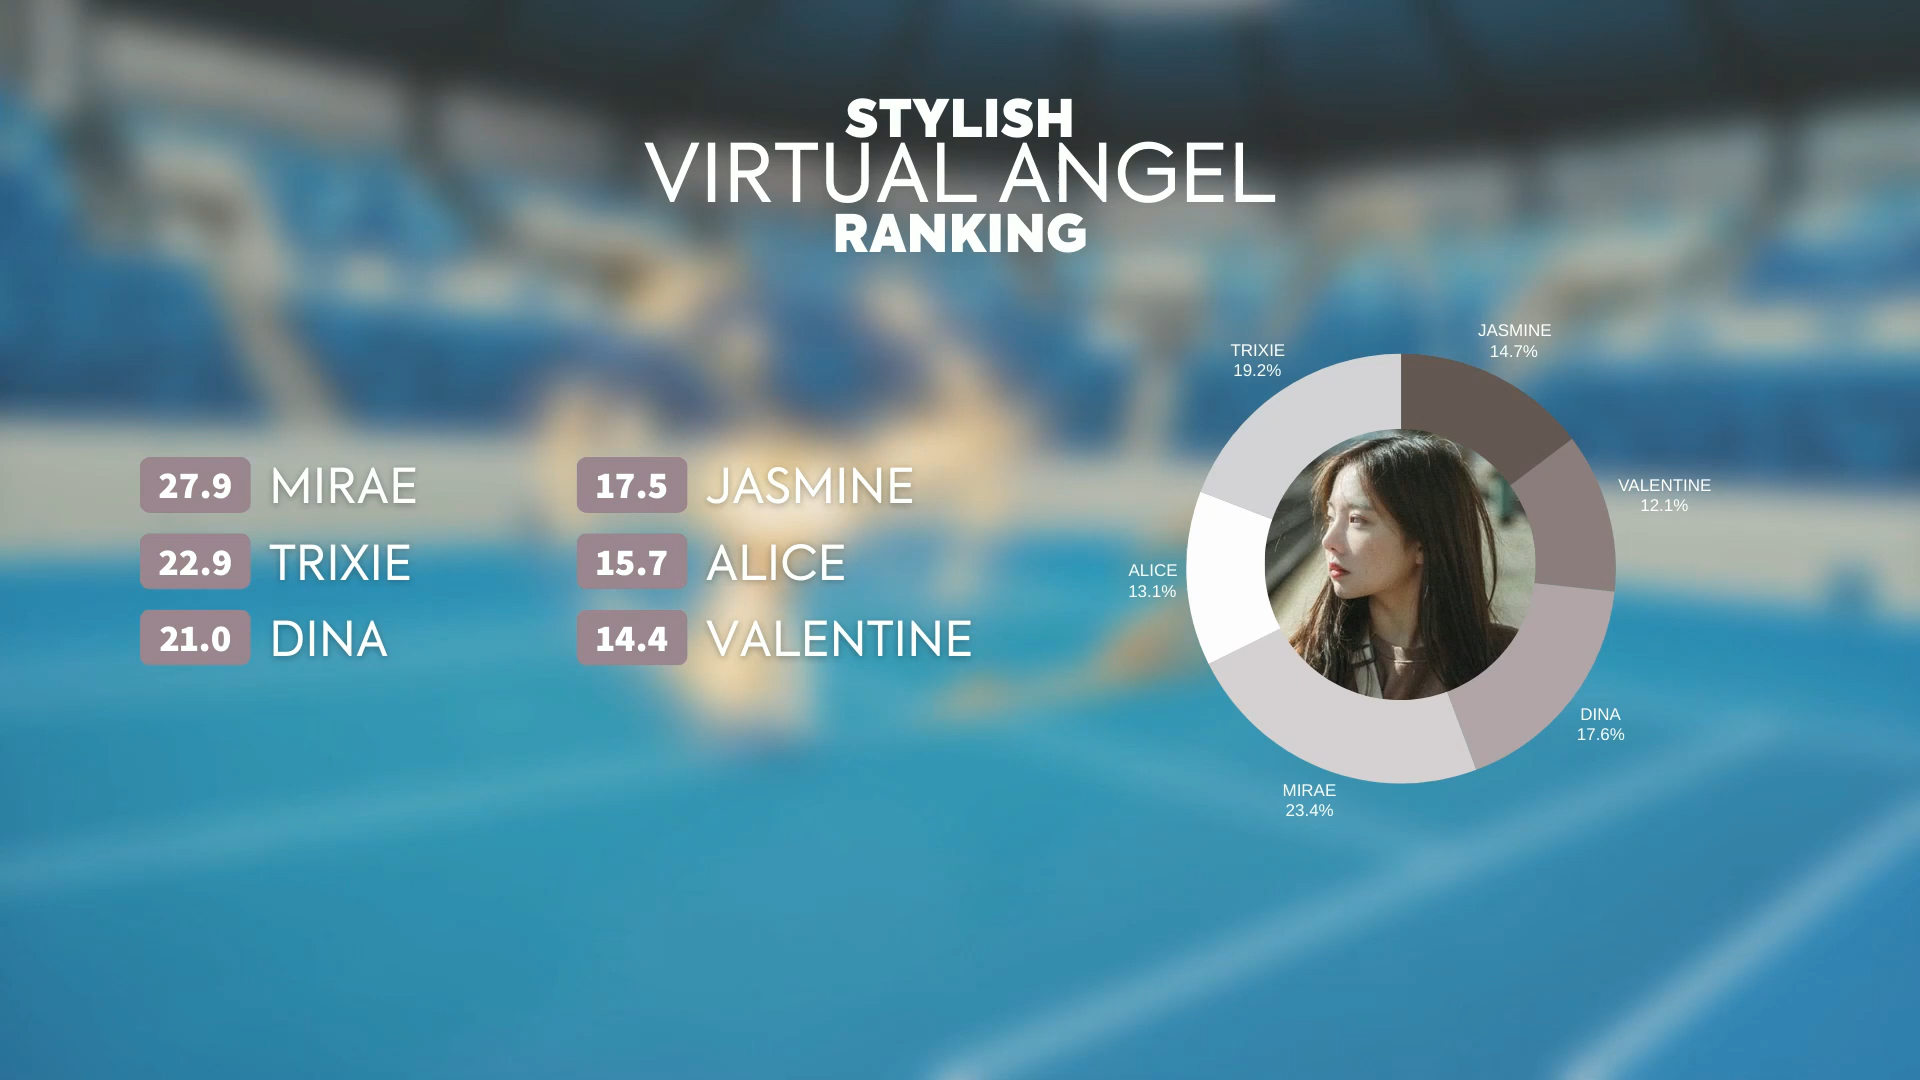 STYLISH
VIRTUAL ANGEL
RANKING
27.9 MIRAE
22.9 TRIXIE
21.0 DINA
17.5 JASMINE
15.7 ALICE
14.4 VALENTINE
JASMINE
14.7%
VALENTINE
12.1%
DINA
17.6%
MIRAE
23.4%
ALICE
13.1%
TRIXIE
19.2%